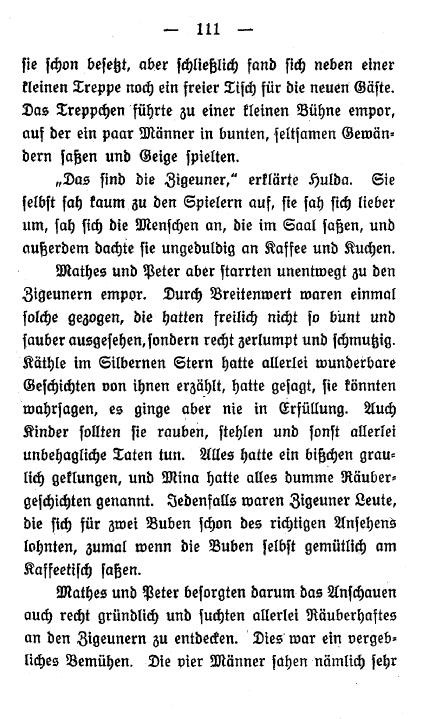 — 111 —
sie schon besetzt, aber schließlich fand sich neben einer
kleinen Treppe noch ein freier Tisch für die neuen Gäste.
Das Treppchen führte zu einer kleinen Bühne empor,
auf der ein paar Männer in bunten, seltsamen Gewän-
dern saßen und Geige spielten.
„Das sind die Zigeuner,“ erklärte Hulda. Sie
selbst sah kaum zu den Spielern auf, sie sah sich lieber
um, sah sich die Menschen an, die im Saal saßen, und
außerdem dachte sie ungeduldig an Kaffee und Kuchen.
Mathes und Peter aber starrten unentwegt zu den
Zigeunern empor. Durch Breitenwert waren einmal
solche gezogen, die hatten freilich nicht so bunt und
sauber ausgesehen, sondern recht zerlumpt und schmutzig.
Käthle im Silbernen Stern hatte allerlei wunderbare
Geschichten von ihnen erzählt, hatte gesagt, sie könnten
wahrsagen, es ginge aber nie in Erfüllung. Auch
Kinder sollten sie rauben, stehlen und sonst allerlei
unbehagliche Taten tun. Alles hatte ein bißchen grau-
lich geklungen, und Mina hatte alles dumme Räuber-
geschichten genannt. Jedenfalls waren Zigeuner Leute,
die sich für zwei Buben schon des richtigen Ansehens
lohnten, zumal wenn die Buben selbst gemütlich am
Kaffeetisch saßen.
Mathes und Peter besorgten darum das Anschauen
auch recht gründlich und suchten allerlei Räuberhaftes
an den Zigeunern zu entdecken. Dies war ein vergeb-
liches Bemühen. Die vier Männer sahen nämlich sehr